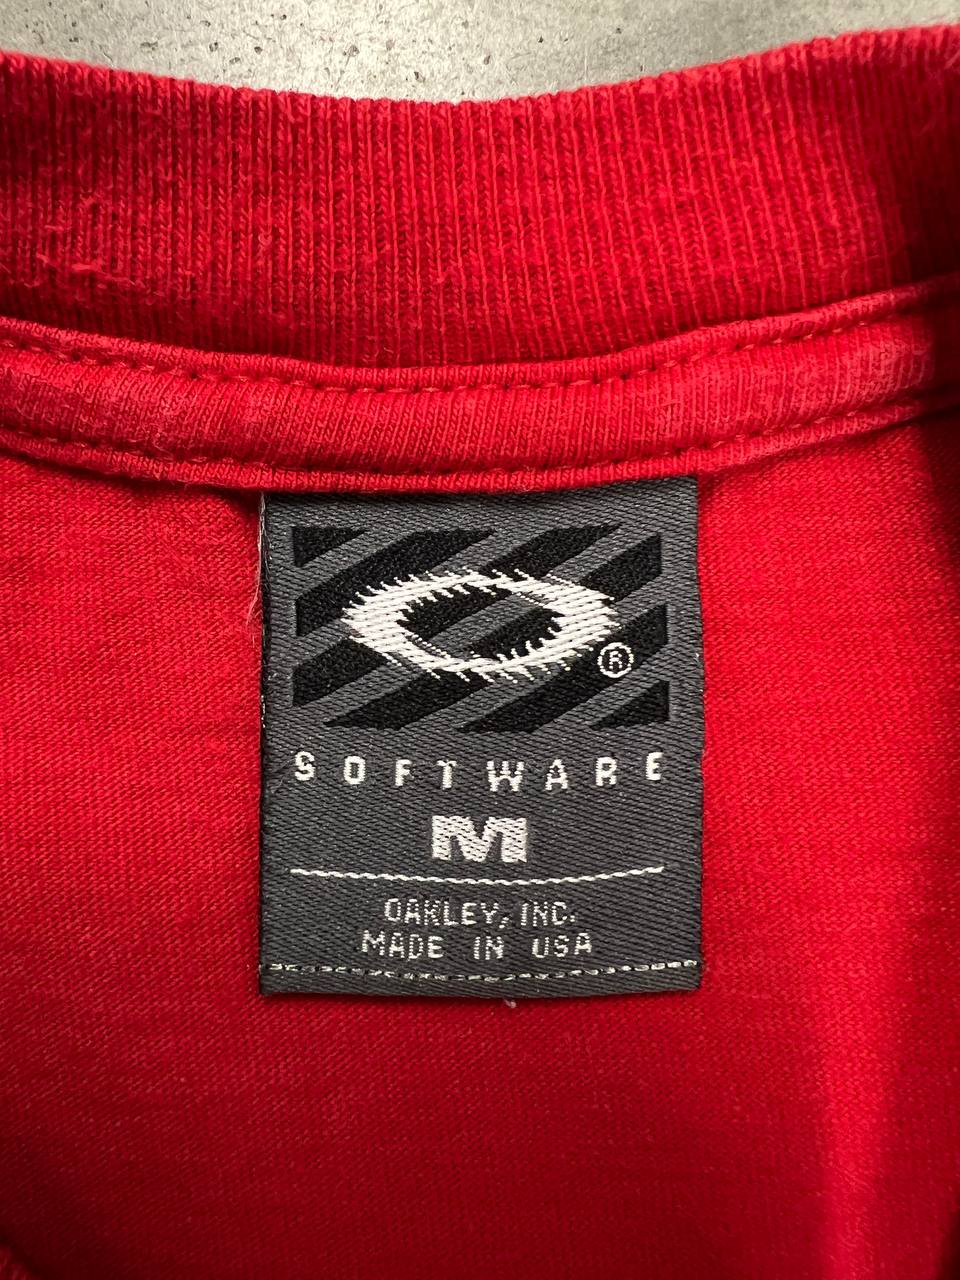 ®
SOFTWARE
M
OAKLEY, INC.
MADE IN USA